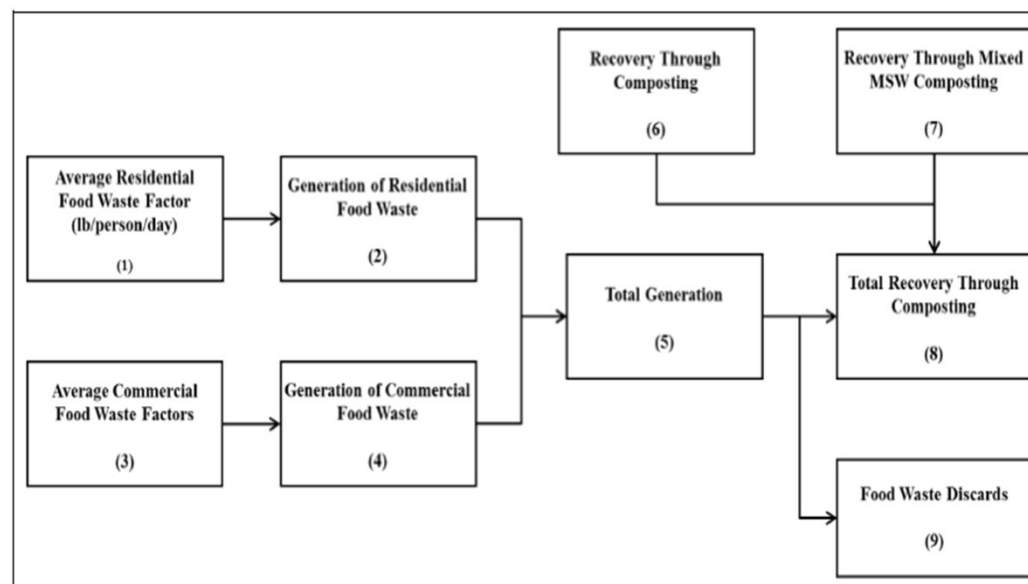 Recovery Through
Composting
(6)
Recovery Through Mixed
MSW Composting
(7)
Average Residential
Food Waste Factor
(lb/person/day)
(1)
Generation of Residential
Food Waste
(2)
Total Generation
(5)
Total Recovery Through
Composting
(8)
Average Commercial
Food Waste Factors
(3)
Generation of Commercial
Food Waste
(4)
Food Waste Discards
(9)